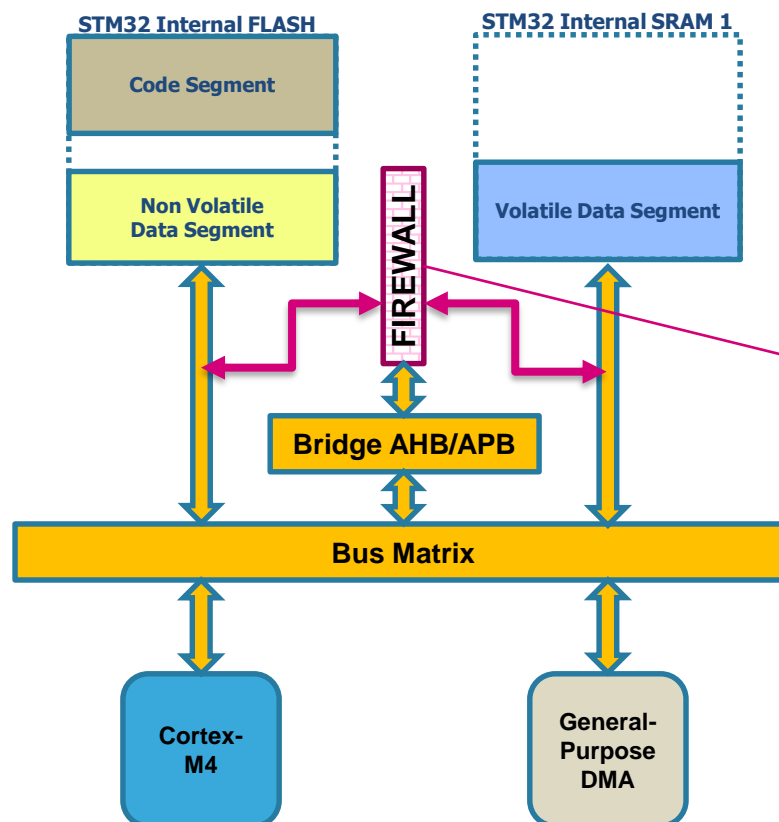 STM32 Internal FLASH
STM32 Internal SRAM 1
Code Segment
Non Volatile
Data Segment
FIREWALL
Volatile Data Segment
Bridge AHB/APB
Bus Matrix
Cortex-
M4
General-
Purpose
DMA